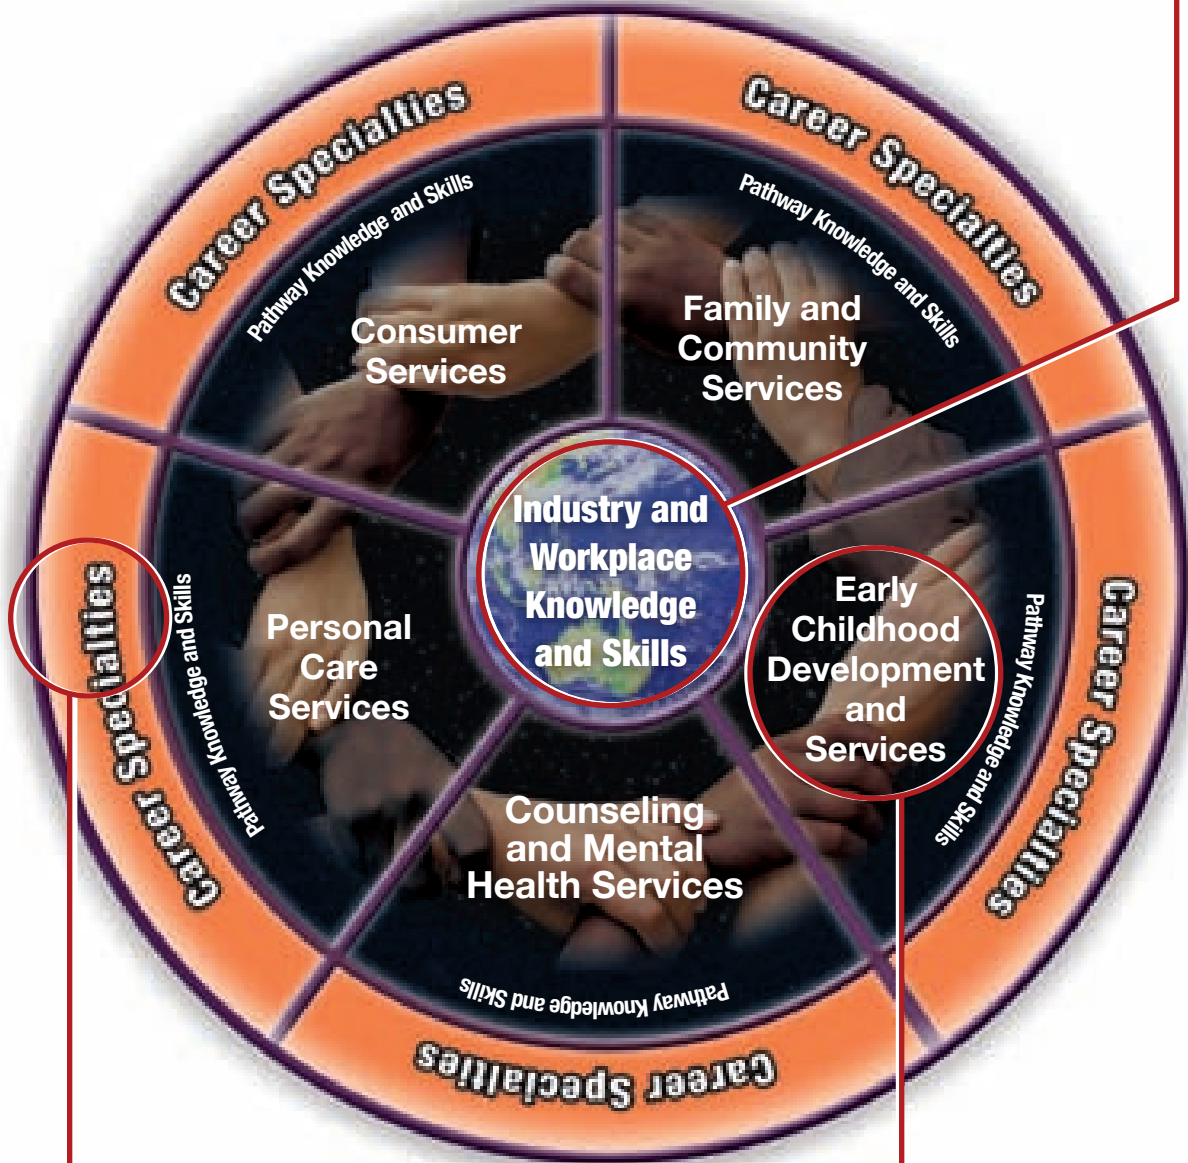 Career Specialties
Career Specialties
Pathway Knowledge and Skills
Pathway Knowledge and Skills
Consumer
Services
Family and
Community
Services
Industry and
Workplace
Knowledge
and Skills
Career Specialties
Pathway Knowledge and Skills
Personal
Care
Services
Early
Childhood
Development
and
Services
Pathway Knowledge and Skills
Career Specialties
Counseling
and Mental
Health Services
Pathway Knowledge and Skills
Career Specialties